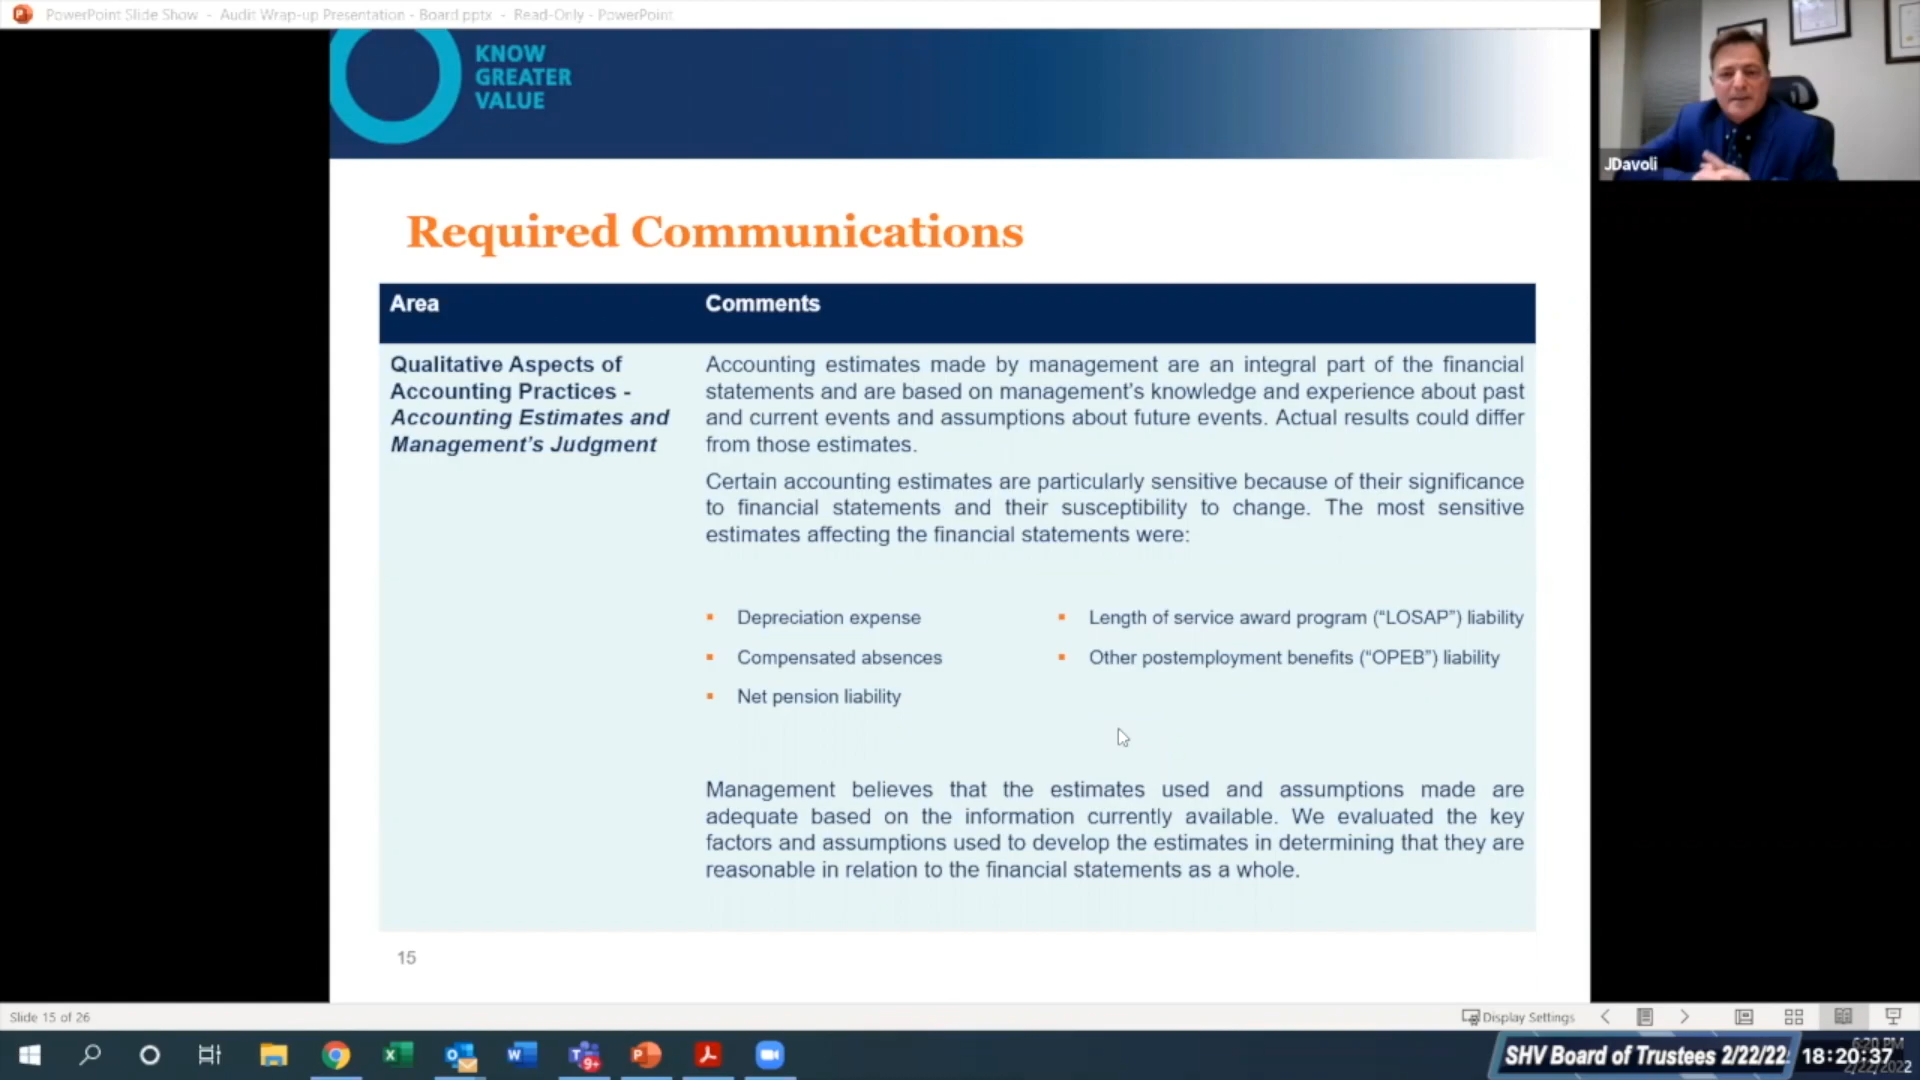 PowerPoint Slide Show - Audit Wrap-up Presentation - Board.pptx - Read-Only - PowerPoint
KNOW
GREATER
VALUE
JDavoli
Required Communications
Area
Comments
Qualitative Aspects of
Accounting Practices -
Accounting Estimates and
Management's Judgment
Accounting estimates made by management are an integral part of the financial
statements and are based on management's knowledge and experience about past
and current events and assumptions about future events. Actual results could differ
from those estimates.
Certain accounting estimates are particularly sensitive because of their significance
to financial statements and their susceptibility to change. The most sensitive
estimates affecting the financial statements were:
▪ Depreciation expense
▪ Compensated absences
▪ Net pension liability
▪ Length of service award program (“LOSAP”) liability
▪ Other postemployment benefits (“OPEB”) liability
Management believes that the estimates used and assumptions made are
adequate based on the information currently available. We evaluated the key
factors and assumptions used to develop the estimates in determining that they are
reasonable in relation to the financial statements as a whole.
15
Slide 15 of 26
Display Settings
9+
SHV Board of Trustees 2/22/22
18:20:37
6:20 PM
2/22/2022